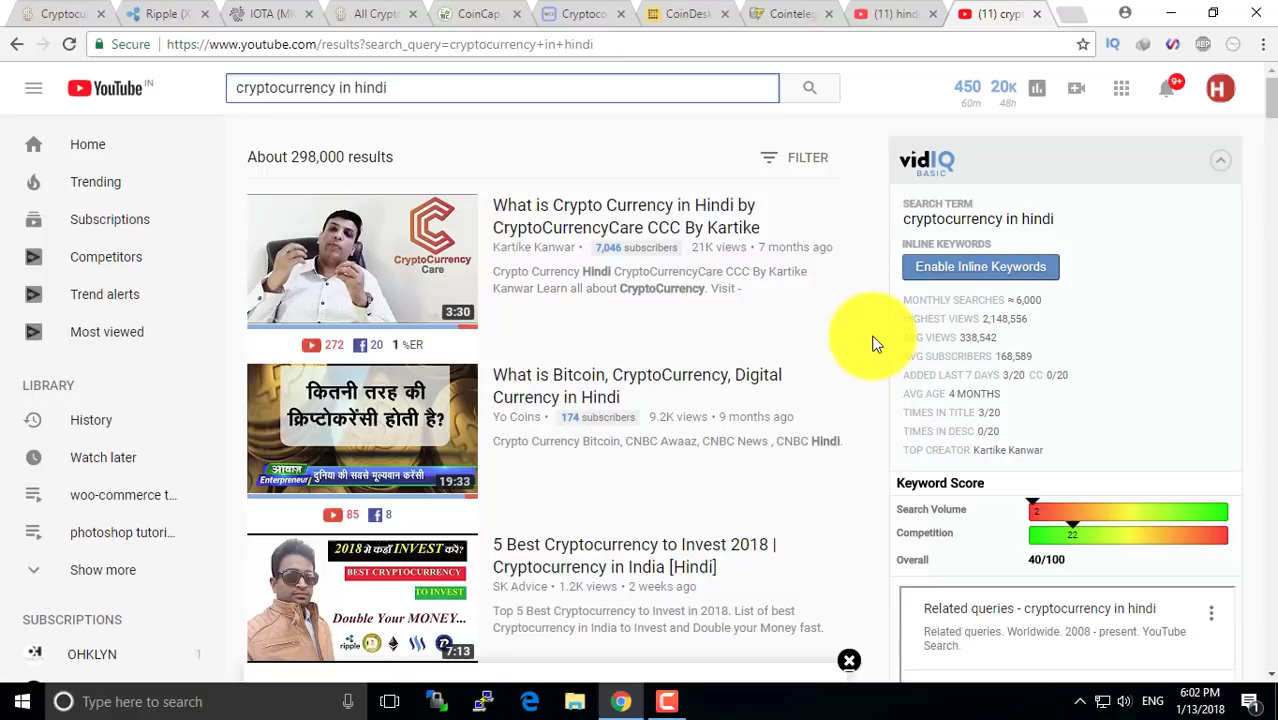 Cryptocu
Ripple (X
IOTA (MI
All Crypto
CoinCap
Cryptoco
CoinDesk
Cointeleg
(11) hindi
(11) crypt
Secure
https://www.youtube.com/results?search_query=cryptocurrency+in+hindi
YouTube IN
cryptocurrency in hindi
450
60m
20K
48h
9+
H
Home
Trending
Subscriptions
Competitors
Trend alerts
Most viewed
LIBRARY
History
Watch later
woo-commerce t...
photoshop tutori...
Show more
SUBSCRIPTIONS
OHKLYN 1
About 298,000 results
FILTER
CRYPTOCURRENCY
CARE
3:30
272 20 1 %ER
What is Crypto Currency in Hindi by
CryptoCurrencyCare CCC By Kartike
Kartike Kanwar • 7,046 subscribers 21K views • 7 months ago
Crypto Currency Hindi CryptoCurrencyCare CCC By Kartike
Kanwar Learn all about CryptoCurrency. Visit -
कितनी तरह की
क्रिप्टोकरेंसी होती है?
आवाज़
Enterpreneur
दुनिया की सबसे मूल्यवान करेंसी
19:33
85 8
What is Bitcoin, CryptoCurrency, Digital
Currency in Hindi
Yo Coins • 174 subscribers 9.2K views • 9 months ago
Crypto Currency Bitcoin, CNBC Awaaz, CNBC News , CNBC Hindi.
2018 मे कहाँ INVEST करें?
BEST CRYPTOCURRENCY
TO INVEST
Double Your MONEY...
ripple
7:13
5 Best Cryptocurrency to Invest 2018 |
Cryptocurrency in India [Hindi]
SK Advice • 1.2K views • 2 weeks ago
Top 5 Best Cryptocurrency to Invest in 2018. List of best
Cryptocurrency in India to Invest and Double your Money fast.
vidIQ
BASIC
SEARCH TERM
cryptocurrency in hindi
INLINE KEYWORDS
Enable Inline Keywords
MONTHLY SEARCHES ≈ 6,000
HIGHEST VIEWS 2,148,556
AVG VIEWS 338,542
AVG SUBSCRIBERS 168,589
ADDED LAST 7 DAYS 3/20 CC 0/20
AVG AGE 4 MONTHS
TIMES IN TITLE 3/20
TIMES IN DESC 0/20
TOP CREATOR Kartike Kanwar
Keyword Score
Search Volume 2
Competition 22
Overall 40/100
Related queries - cryptocurrency in hindi
Related queries. Worldwide. 2008 - present. YouTube
Search.
Type here to search
ENG
6:02 PM
1/13/2018
1